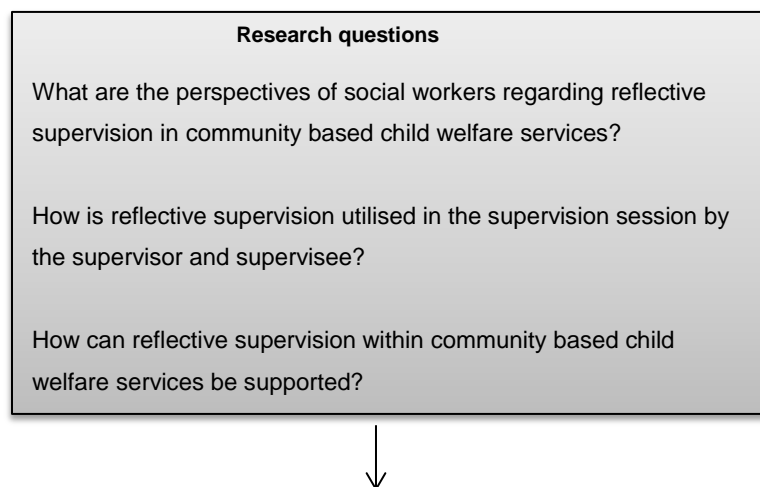 Research questions
What are the perspectives of social workers regarding reflective
supervision in community based child welfare services?
How is reflective supervision utilised in the supervision session by
the supervisor and supervisee?
How can reflective supervision within community based child
welfare services be supported?